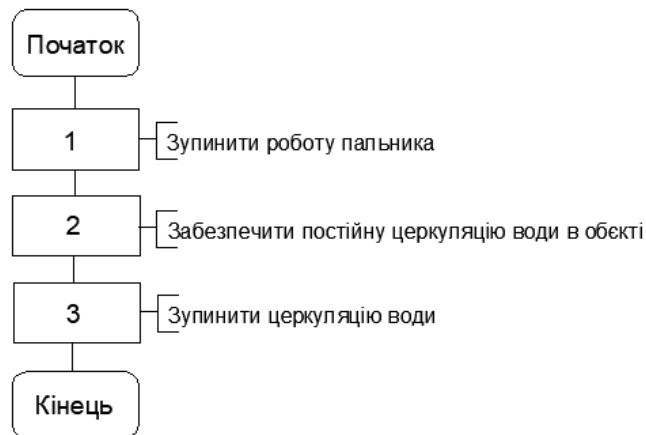 Початок
1
Зупинити роботу пальника
2
Забезпечити постійну церкуляцію води в обєкті
3
Зупинити церкуляцію води
Кінець